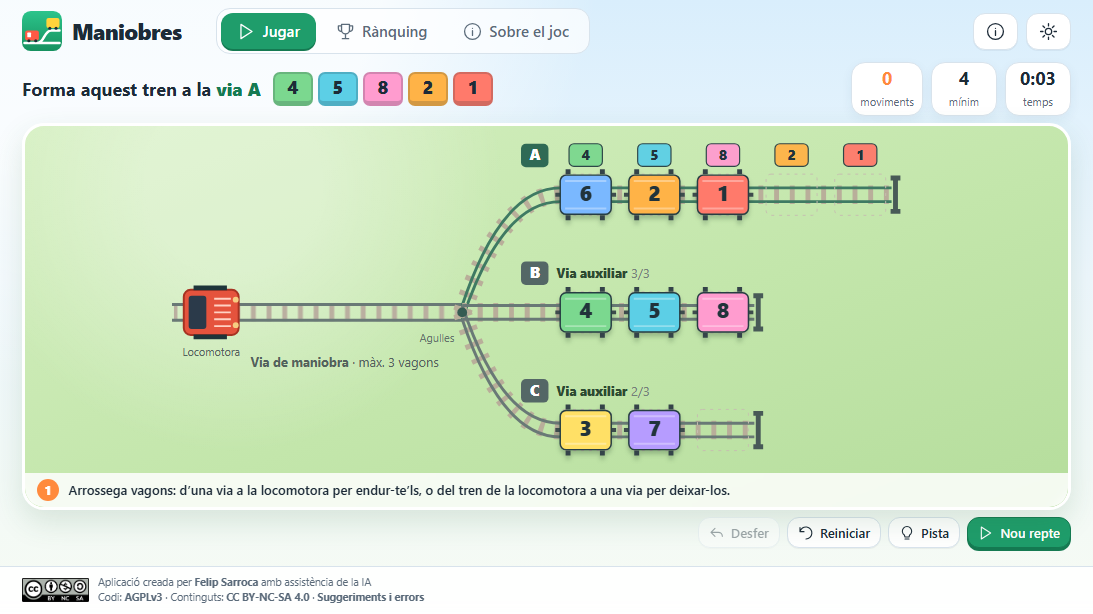 Maniobres
Jugar
Rànquing
Sobre el joc
Forma aquest tren a la via A 4 5 8 2 1
0 moviments
4 mínim
0:03 temps
A 4 5 8 2 1
6 2 1
B Via auxiliar 3/3
4 5 8
Locomotora
Agulles
Via de maniobra · màx. 3 vagons
C Via auxiliar 2/3
3 7
1 Arrossega vagons: d'una via a la locomotora per endur-te'ls, o del tren de la locomotora a una via per deixar-los.
Desfer
Reiniciar
Pista
Nou repte
cc BY NC SA
Aplicació creada per Felip Sarroca amb assistència de la IA
Codi: AGPLv3 · Continguts: CC BY-NC-SA 4.0 · Suggeriments i errors